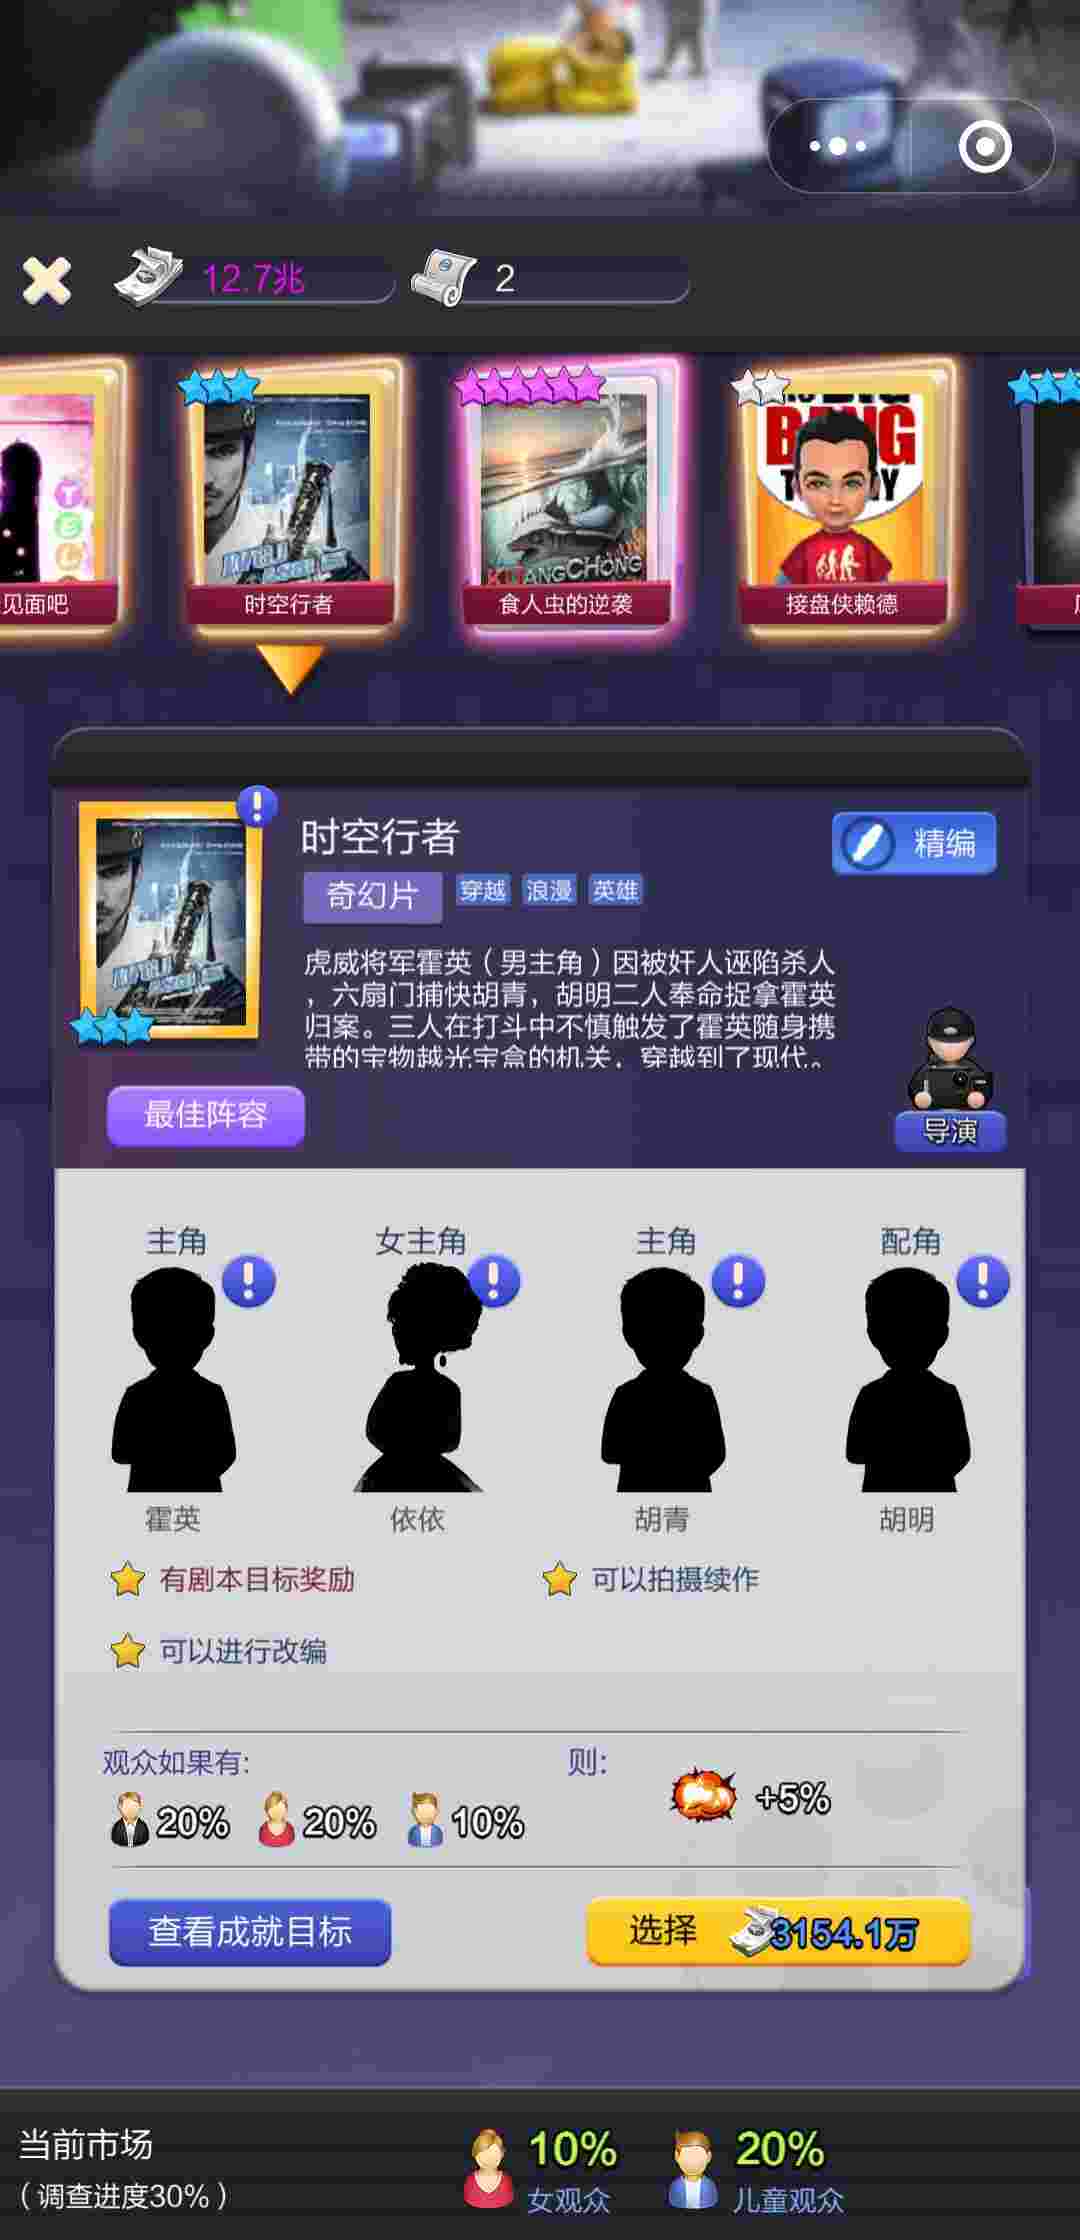 12.7兆
2
见面吧
时空行者
KUANGCHONG
食人虫的逆袭
接盘侠赖德
时空行者
精编
奇幻片
穿越
浪漫
英雄
虎威将军霍英（男主角）因被奸人诬陷杀人
，六扇门捕快胡青，胡明二人奉命捉拿霍英
归案。三人在打斗中不慎触发了霍英随身携
带的宝物越光宝盒的机关，穿越到了现代。
最佳阵容
导演
主角
女主角
主角
配角
霍英
依依
胡青
胡明
有剧本目标奖励
可以拍摄续作
可以进行改编
观众如果有:
则:
20%
20%
10%
+5%
查看成就目标
选择
3154.1万
当前市场
（调查进度30%）
10%
女观众
20%
儿童观众